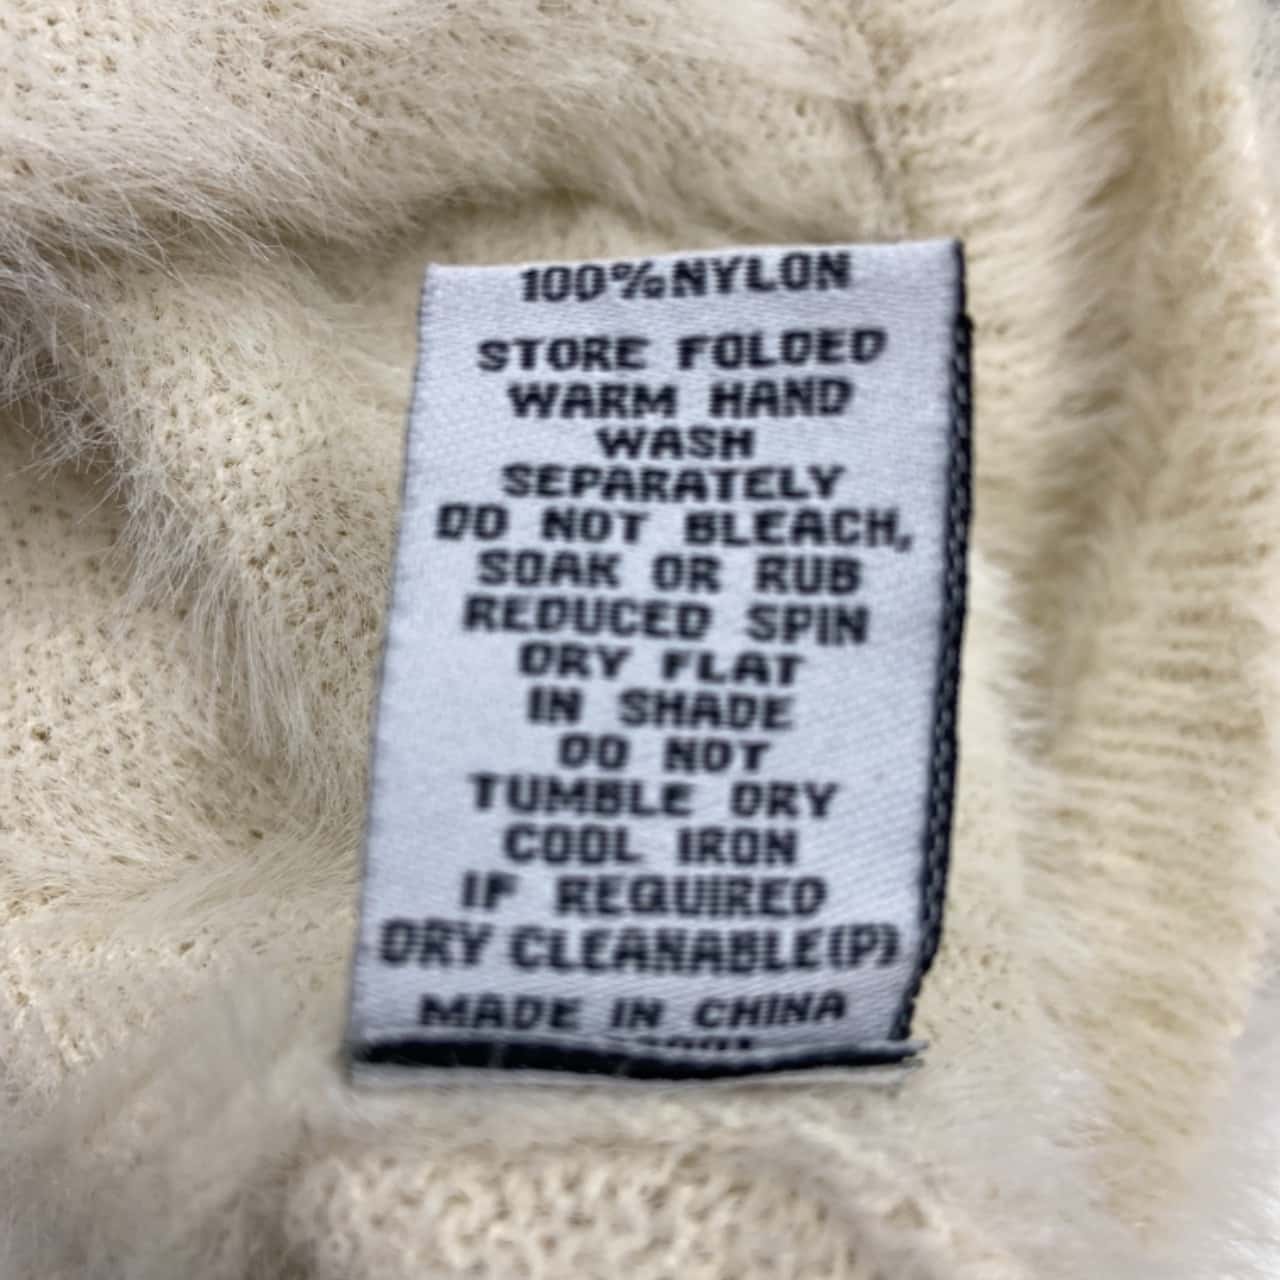 100%NYLON
STORE FOLDED
WARM HAND
WASH
SEPARATELY
DO NOT BLEACH,
SOAK OR RUB
REDUCED SPIN
DRY FLAT
IN SHADE
DO NOT
TUMBLE DRY
COOL IRON
IF REQUIRED
DRY CLEANABLE(P)
MADE IN CHINA